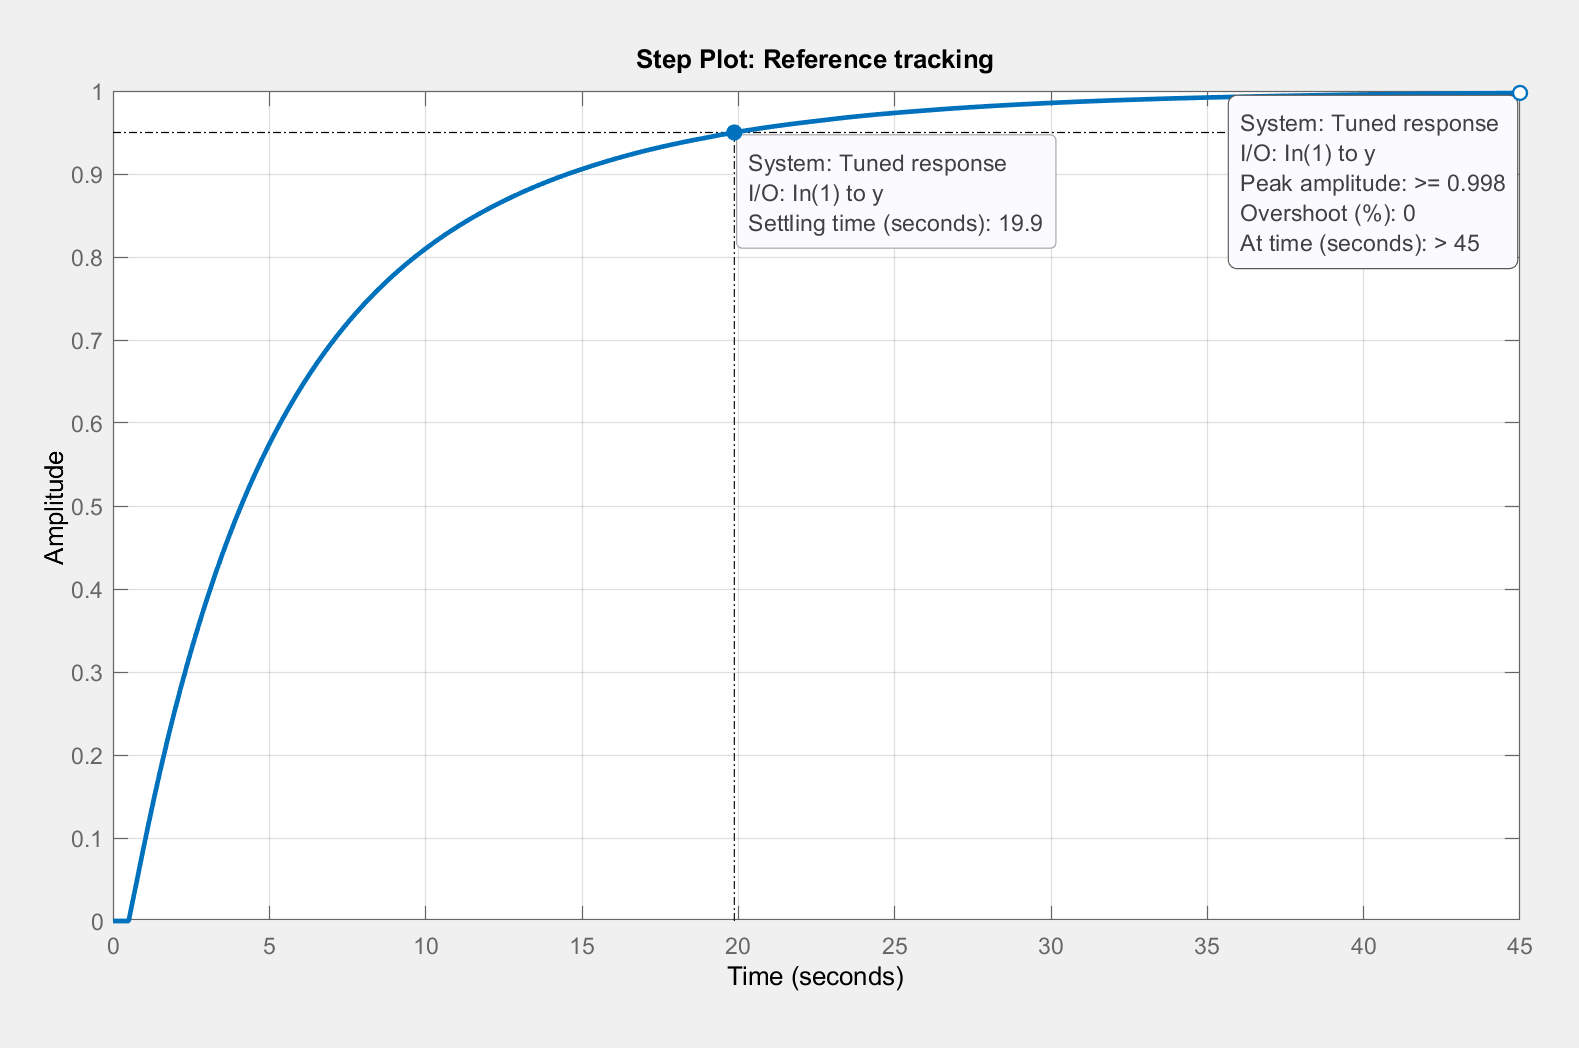 Step Plot: Reference tracking
1
0.9
0.8
0.7
0.6
0.5
0.4
0.3
0.2
0.1
0
Amplitude
System: Tuned response
I/O: In(1) to y
Settling time (seconds): 19.9
System: Tuned response
I/O: In(1) to y
Peak amplitude: >= 0.998
Overshoot (%): 0
At time (seconds): > 45
0 5 10 15 20 25 30 35 40 45
Time (seconds)